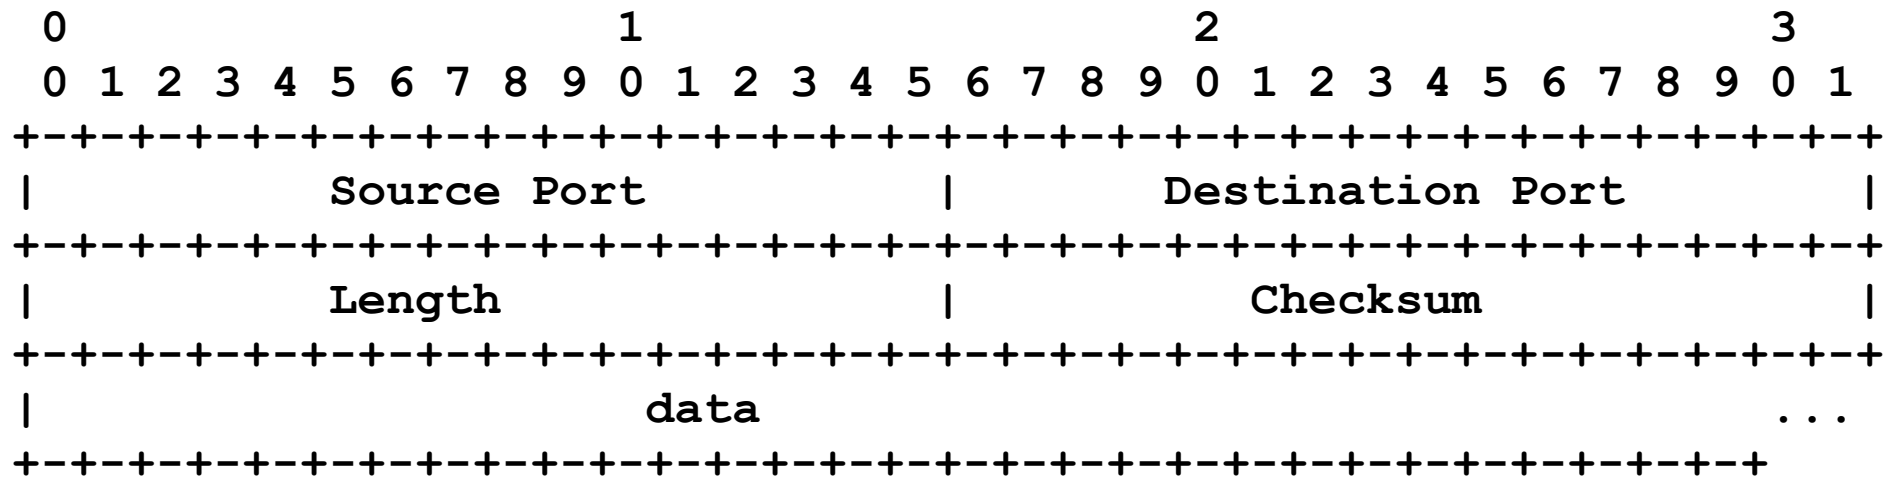 0                   1                   2                   3
 0 1 2 3 4 5 6 7 8 9 0 1 2 3 4 5 6 7 8 9 0 1 2 3 4 5 6 7 8 9 0 1
+-+-+-+-+-+-+-+-+-+-+-+-+-+-+-+-+-+-+-+-+-+-+-+-+-+-+-+-+-+-+-+-+
|          Source Port          |       Destination Port        |
+-+-+-+-+-+-+-+-+-+-+-+-+-+-+-+-+-+-+-+-+-+-+-+-+-+-+-+-+-+-+-+-+
|          Length               |          Checksum             |
+-+-+-+-+-+-+-+-+-+-+-+-+-+-+-+-+-+-+-+-+-+-+-+-+-+-+-+-+-+-+-+-+
|                     data                                   ...
+-+-+-+-+-+-+-+-+-+-+-+-+-+-+-+-+-+-+-+-+-+-+-+-+-+-+-+-+-+-+